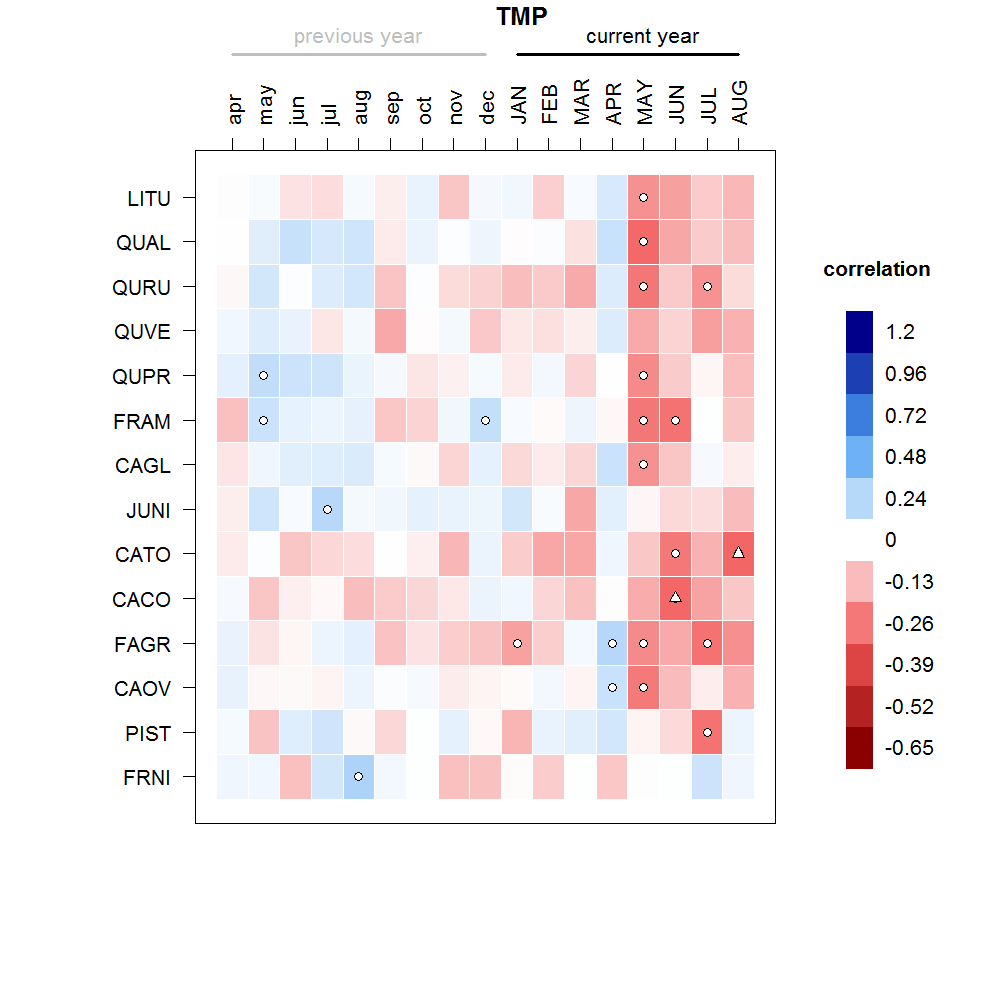 TMP
previous year current year
apr may jun jul aug sep oct nov dec JAN FEB MAR APR MAY JUN JUL AUG
LITU
QUAL
QURU
QUVE
QUPR
FRAM
CAGL
JUNI
CATO
CACO
FAGR
CAOV
PIST
FRNI
correlation
1.2
0.96
0.72
0.48
0.24
0
-0.13
-0.26
-0.39
-0.52
-0.65